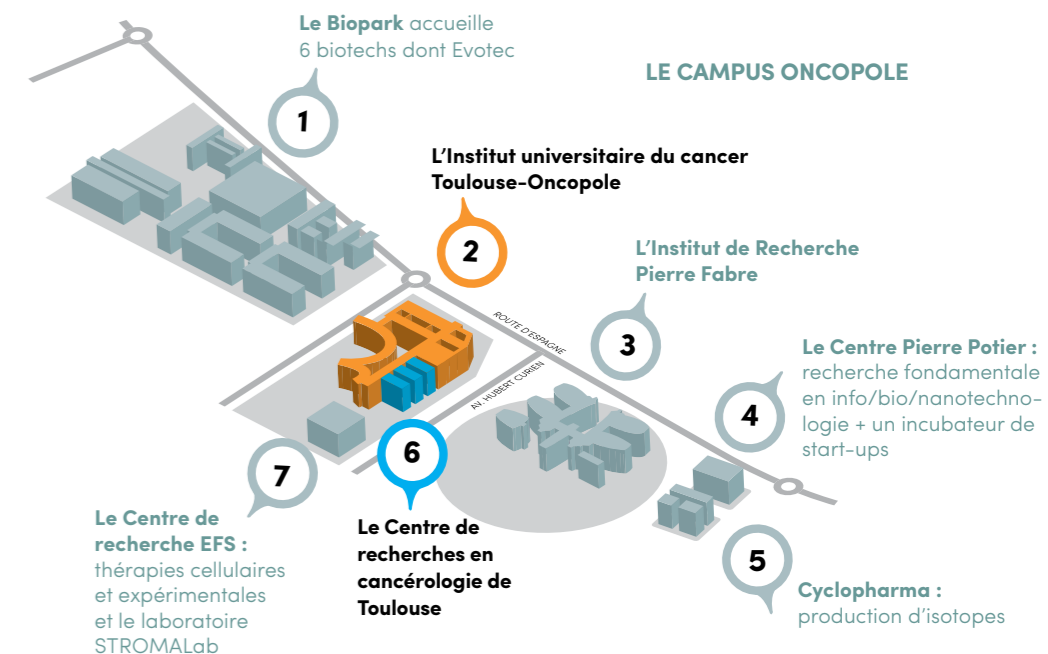 Le Biopark accueille
6 biotechs dont Evotec
LE CAMPUS ONCOPOLE
1
L’Institut universitaire du cancer
Toulouse-Oncopole
2
L’Institut de Recherche
Pierre Fabre
3
ROUTE D’ESPAGNE
AV. HUBERT CURIEN
Le Centre Pierre Potier :
recherche fondamentale
en info/bio/nanotechno-
logie + un incubateur de
start-ups
4
6
7
Le Centre de
recherche EFS :
thérapies cellulaires
et expérimentales
et le laboratoire
STROMALab
Le Centre de
recherches en
cancérologie de
Toulouse
5
Cyclopharma :
production d’isotopes